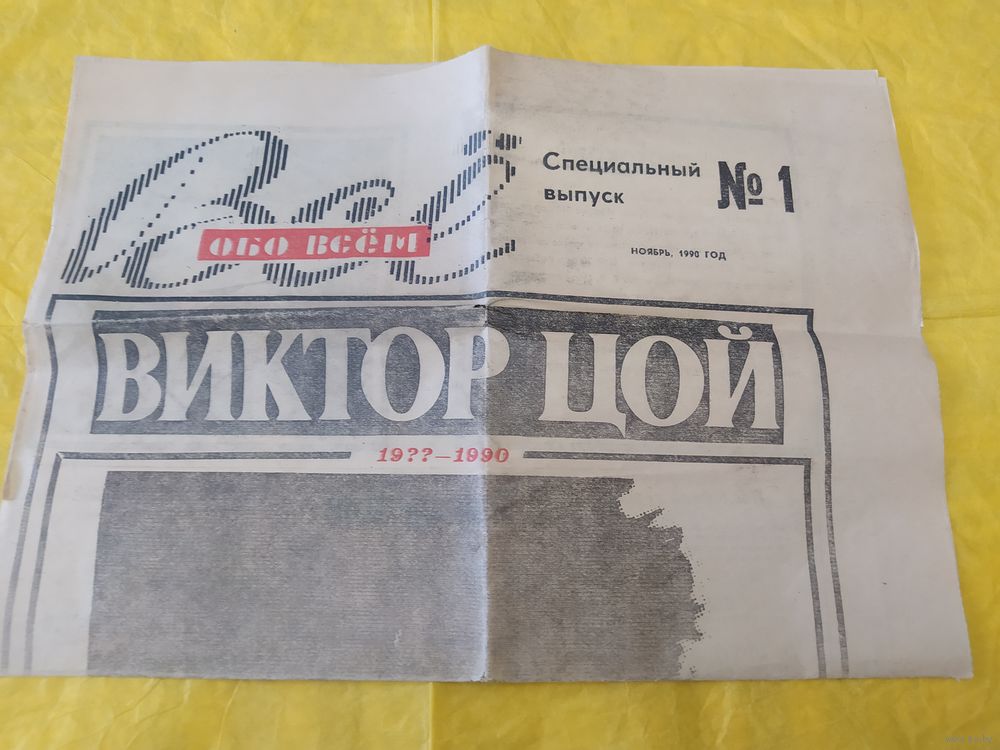 Всё
ОБО ВСЁМ
Специальный
выпуск
№ 1
НОЯБРЬ, 1990 ГОД
ВИКТОР ЦОЙ
19??—1990